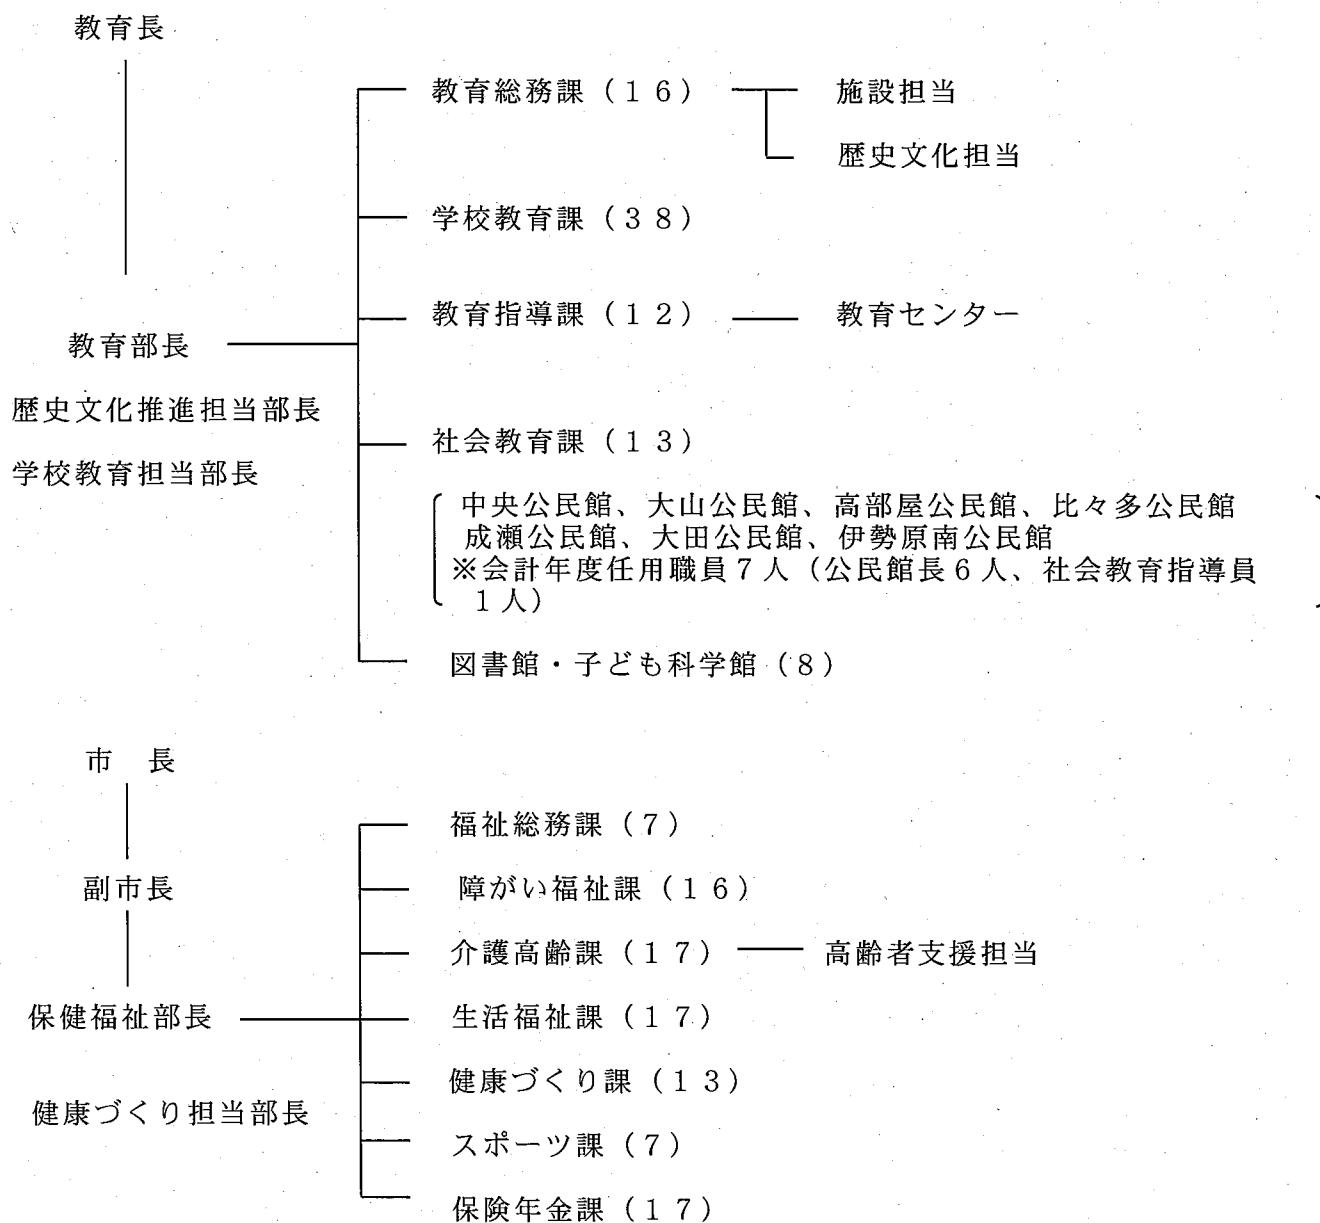 教育長
教育総務課（１６） 施設担当
歴史文化担当
学校教育課（３８）
教育指導課（１２） 教育センター
教育部長
歴史文化推進担当部長
社会教育課（１３）
学校教育担当部長
中央公民館、大山公民館、高部屋公民館、比々多公民館
成瀬公民館、大田公民館、伊勢原南公民館
※会計年度任用職員７人（公民館長６人、社会教育指導員
１人）
図書館・子ども科学館（８）
市　長
福祉総務課（７）
副市長 障がい福祉課（１６）
介護高齢課（１７） 高齢者支援担当
保健福祉部長 生活福祉課（１７）
健康づくり課（１３）
健康づくり担当部長
スポーツ課（７）
保険年金課（１７）